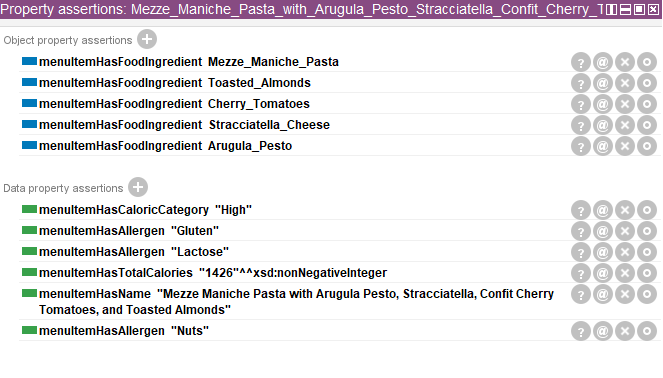 Property assertions: Mezze_Maniche_Pasta_with_Arugula_Pesto_Stracciatella_Confit_Cherry_T
Object property assertions
menuItemHasFoodIngredient Mezze_Maniche_Pasta
menuItemHasFoodIngredient Toasted_Almonds
menuItemHasFoodIngredient Cherry_Tomatoes
menuItemHasFoodIngredient Stracciatella_Cheese
menuItemHasFoodIngredient Arugula_Pesto
Data property assertions
menuItemHasCaloricCategory "High"
menuItemHasAllergen "Gluten"
menuItemHasAllergen "Lactose"
menuItemHasTotalCalories "1426"^^xsd:nonNegativeInteger
menuItemHasName "Mezze Maniche Pasta with Arugula Pesto, Stracciatella, Confit Cherry
Tomatoes, and Toasted Almonds"
menuItemHasAllergen "Nuts"